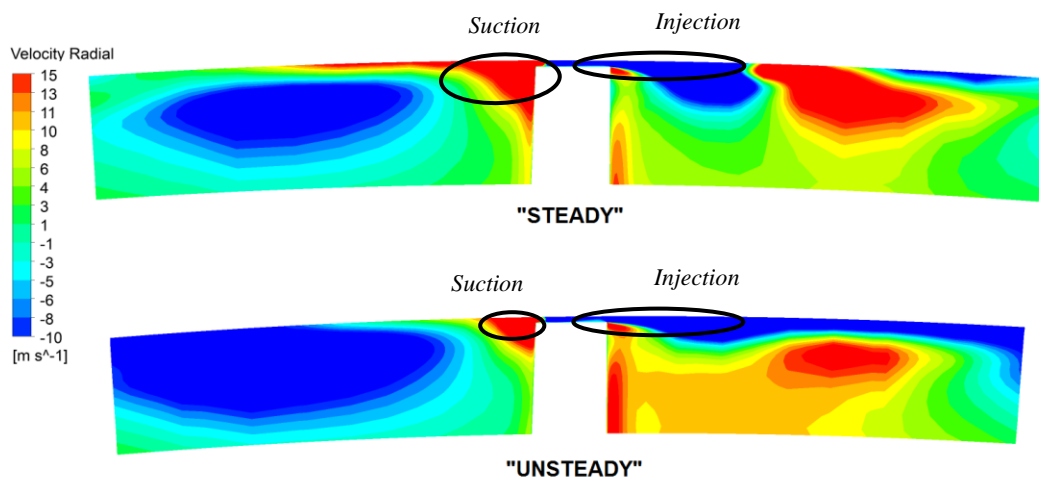 Suction
Injection
Velocity Radial
15
13
11
10
8
6
4
3
1
-1
-3
-5
-6
-8
-10
[m s^-1]
"STEADY"
Suction
Injection
"UNSTEADY"